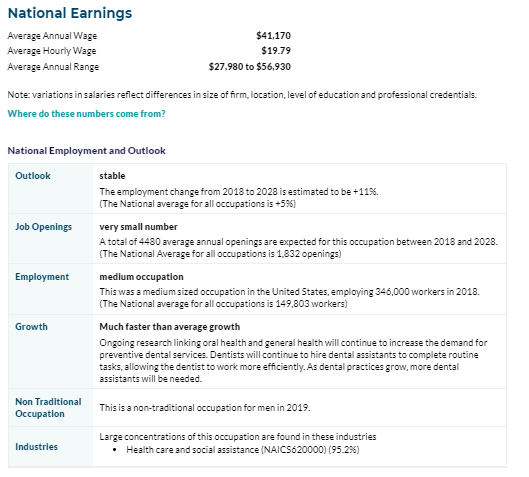 National Earnings
Average Annual Wage $41,170
Average Hourly Wage $19.79
Average Annual Range $27,980 to $56,930
Note: variations in salaries reflect differences in size of firm, location, level of education and professional credentials.
Where do these numbers come from?
National Employment and Outlook
Outlook stable
The employment change from 2018 to 2028 is estimated to be +11%.
(The National average for all occupations is +5%)
Job Openings very small number
A total of 4480 average annual openings are expected for this occupation between 2018 and 2028.
(The National Average for all occupations is 1,832 openings)
Employment medium occupation
This was a medium sized occupation in the United States, employing 346,000 workers in 2018.
(The National average for all occupations is 149,803 workers)
Growth Much faster than average growth
Ongoing research linking oral health and general health will continue to increase the demand for
preventive dental services. Dentists will continue to hire dental assistants to complete routine
tasks, allowing the dentist to work more efficiently. As dental practices grow, more dental
assistants will be needed.
Non Traditional
Occupation
This is a non-traditional occupation for men in 2019.
Industries
Large concentrations of this occupation are found in these industries
• Health care and social assistance (NAICS620000) (95.2%)